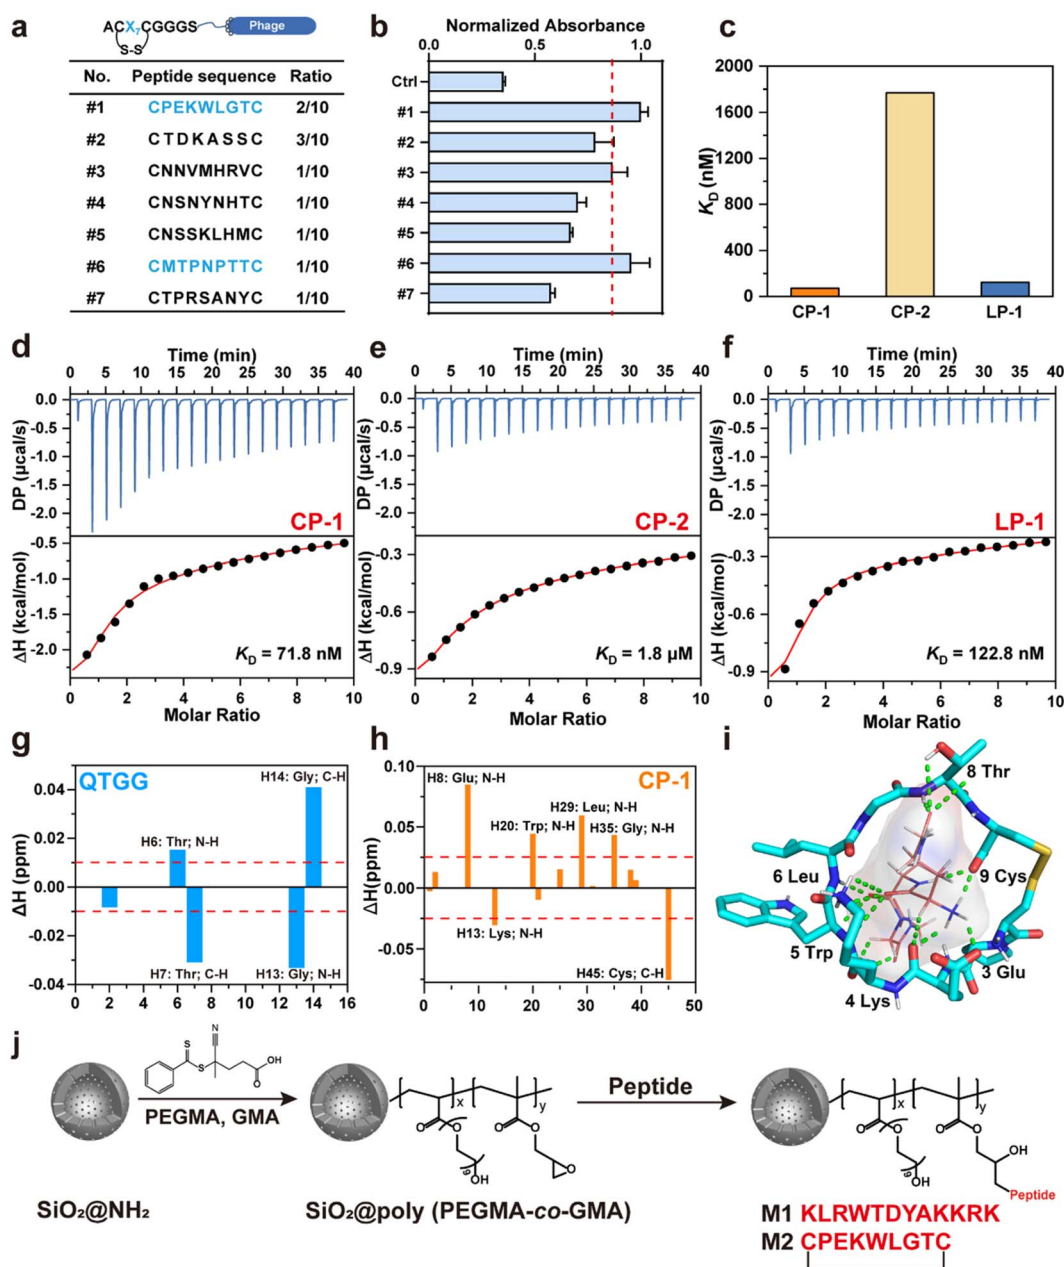 a
ACX₇CGGGS
S-S
Phage
No. Peptide sequence Ratio
#1 CPEKWLGTC 2/10
#2 CTDKASSC 3/10
#3 CNNVMHRVC 1/10
#4 CNSNYNHTC 1/10
#5 CNSSKLHMC 1/10
#6 CMTPNPTTC 1/10
#7 CTPRSANYC 1/10
b
Normalized Absorbance
0.0 0.5 1.0
Ctrl
#1
#2
#3
#4
#5
#6
#7
c
K_D (nM)
2000
1600
1200
800
400
0
CP-1 CP-2 LP-1
d
Time (min)
0 5 10 15 20 25 30 35 40
DP (µcal/s)
0.0
-0.5
-1.0
-1.5
-2.0
CP-1
ΔH (kcal/mol)
-0.5
-1.0
-1.5
-2.0
K_D = 71.8 nM
0 2 4 6 8 10
Molar Ratio
e
Time (min)
0 5 10 15 20 25 30 35 40
DP (µcal/s)
0.0
-0.5
-1.0
-1.5
-2.0
CP-2
ΔH (kcal/mol)
-0.3
-0.6
-0.9
K_D = 1.8 µM
0 2 4 6 8 10
Molar Ratio
f
Time (min)
0 5 10 15 20 25 30 35 40
DP (µcal/s)
0.0
-0.5
-1.0
-1.5
-2.0
LP-1
ΔH (kcal/mol)
-0.3
-0.6
-0.9
K_D = 122.8 nM
0 2 4 6 8 10
Molar Ratio
g
QTGG
ΔH(ppm)
0.04
0.02
0.00
-0.02
-0.04
H14: Gly; C-H
H6: Thr; N-H
H7: Thr; C-H
H13: Gly; N-H
0 2 4 6 8 10 12 14 16
h
CP-1
ΔH(ppm)
0.10
0.05
0.00
-0.05
H8: Glu; N-H
H29: Leu; N-H
H20: Trp; N-H
H35: Gly; N-H
H13: Lys; N-H
H45: Cys; C-H
0 10 20 30 40 50
i
8 Thr
6 Leu
9 Cys
5 Trp
3 Glu
4 Lys
j
N
S
S
OH
O
PEGMA, GMA
SiO₂@NH₂
x
y
O
O
O
O
9
OH
O
SiO₂@poly (PEGMA-co-GMA)
Peptide
x
y
O
O
O
O
9
OH
OH
Peptide
M1 KLRWTDYAKKRK
M2 CPEKWLGTC